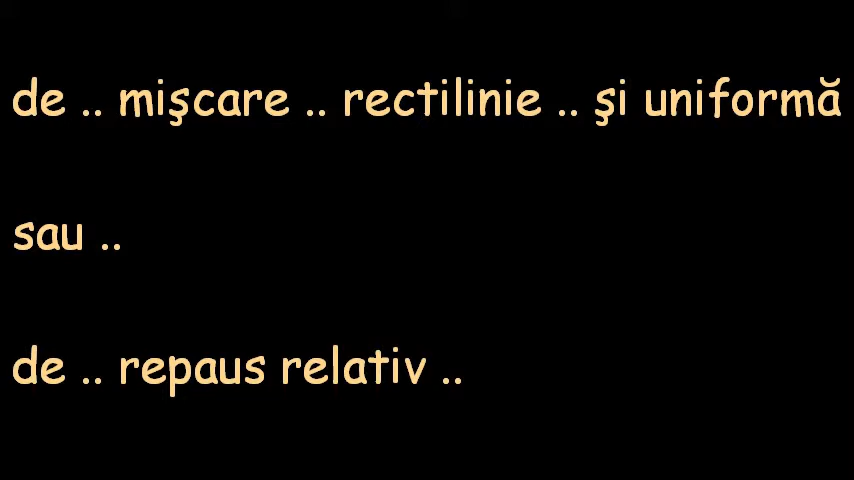 de .. mişcare .. rectilinie .. şi uniformă
sau ..
de .. repaus relativ ..